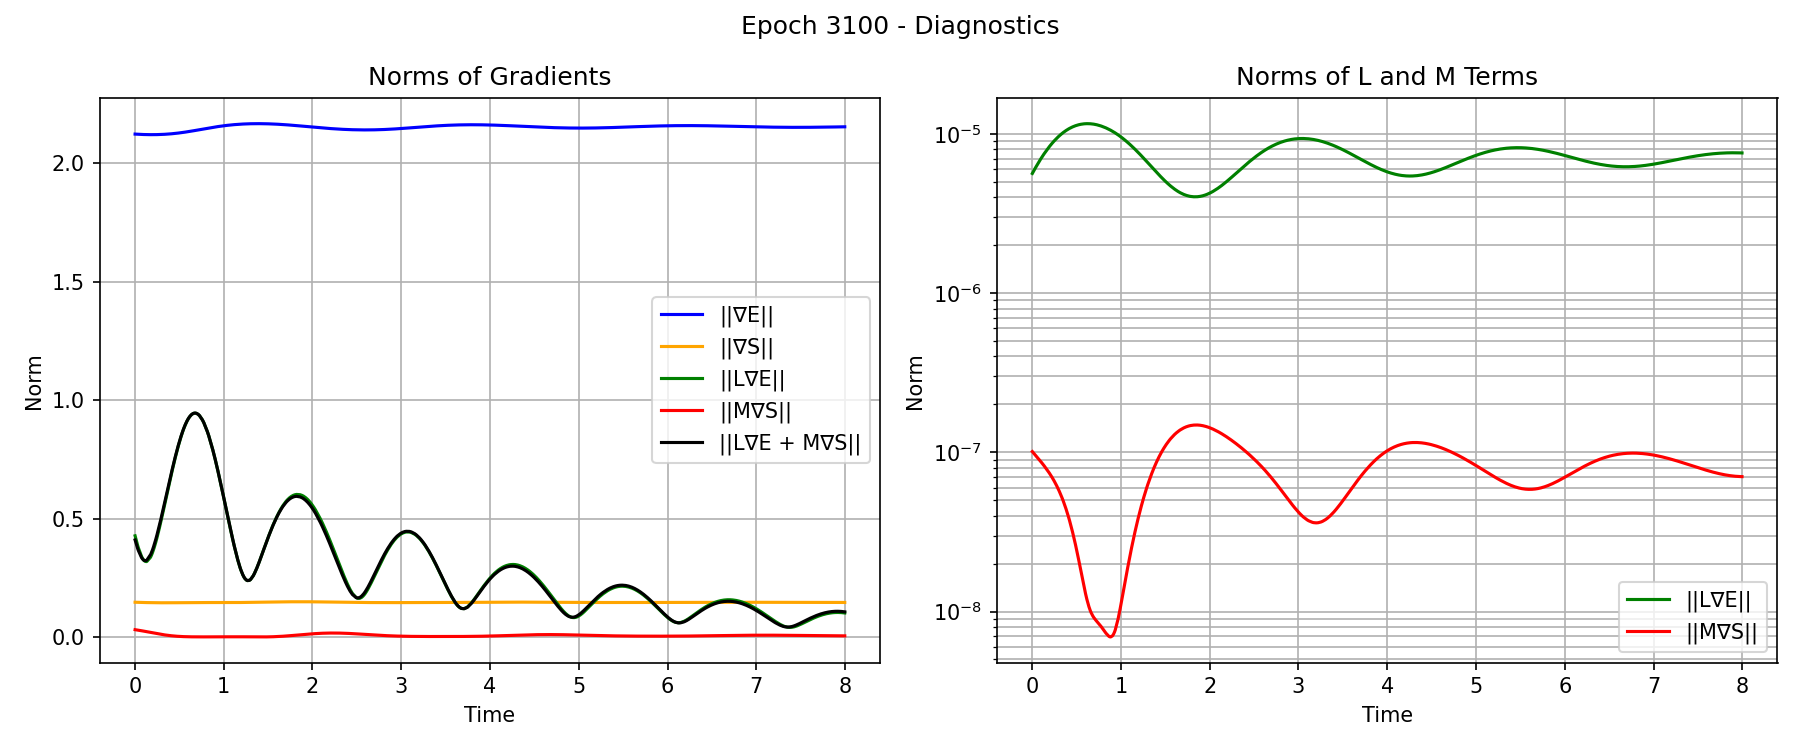 Epoch 3100 - Diagnostics
Norms of Gradients
Norm
2.0
1.5
1.0
0.5
0.0
||∇E||
||∇S||
||L∇E||
||M∇S||
||L∇E + M∇S||
0 1 2 3 4 5 6 7 8
Time
Norms of L and M Terms
Norm
10⁻⁵
10⁻⁶
10⁻⁷
10⁻⁸
||L∇E||
||M∇S||
0 1 2 3 4 5 6 7 8
Time